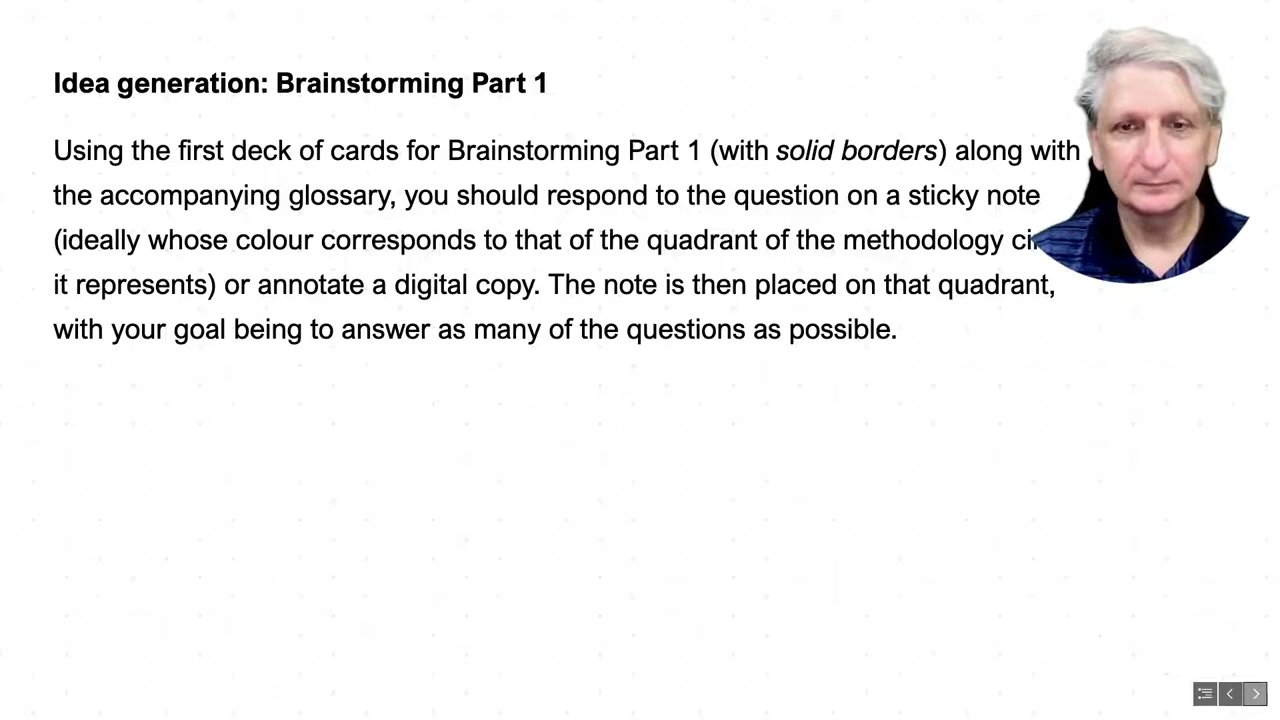 Idea generation: Brainstorming Part 1
Using the first deck of cards for Brainstorming Part 1 (with solid borders) along with
the accompanying glossary, you should respond to the question on a sticky note
(ideally whose colour corresponds to that of the quadrant of the methodology
it represents) or annotate a digital copy. The note is then placed on that quadrant,
with your goal being to answer as many of the questions as possible.